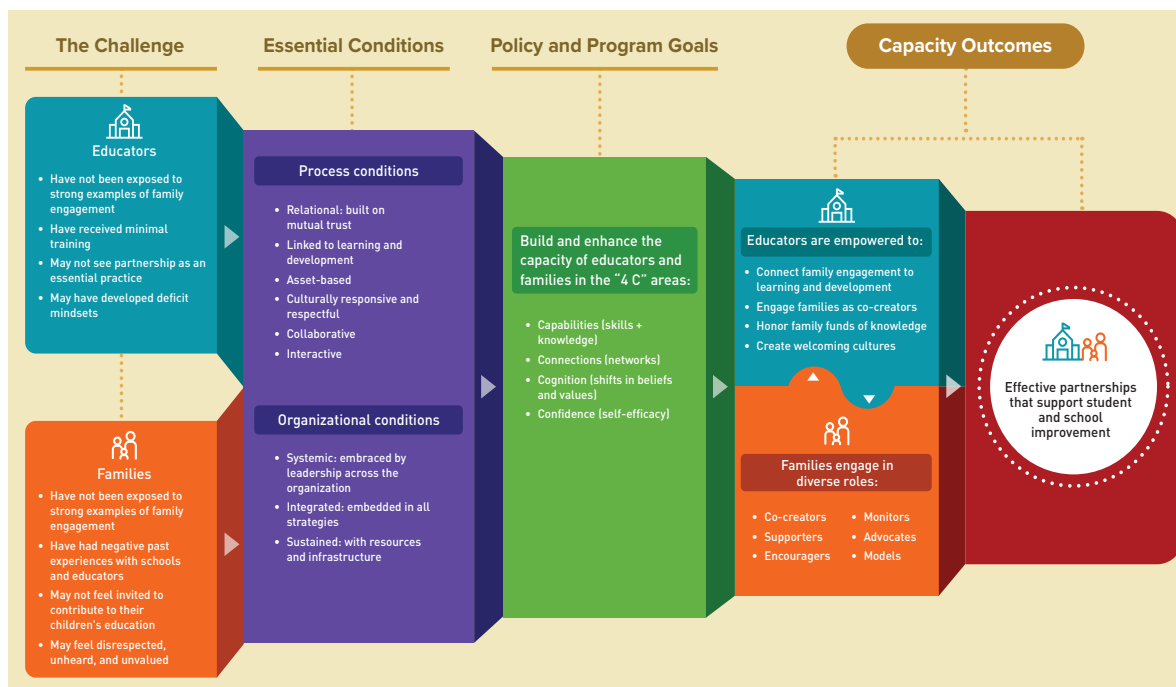 The Challenge
Essential Conditions
Policy and Program Goals
Capacity Outcomes
Educators
• Have not been exposed to
strong examples of family
engagement
• Have received minimal
training
• May not see partnership as an
essential practice
• May have developed deficit
mindsets
Families
• Have not been exposed to
strong examples of family
engagement
• Have had negative past
experiences with schools
and educators
• May not feel invited to
contribute to their
children's education
• May feel disrespected,
unheard, and unvalued
Process conditions
• Relational: built on
mutual trust
• Linked to learning and
development
• Asset-based
• Culturally responsive and
respectful
• Collaborative
• Interactive
Organizational conditions
• Systemic: embraced by
leadership across the
organization
• Integrated: embedded in all
strategies
• Sustained: with resources
and infrastructure
Build and enhance the
capacity of educators and
families in the “4 C” areas:
• Capabilities (skills +
knowledge)
• Connections (networks)
• Cognition (shifts in beliefs
and values)
• Confidence (self-efficacy)
Educators are empowered to:
• Connect family engagement to
learning and development
• Engage families as co-creators
• Honor family funds of knowledge
• Create welcoming cultures
Families engage in
diverse roles:
• Co-creators
• Supporters
• Encouragers
• Monitors
• Advocates
• Models
Effective partnerships
that support student
and school
improvement